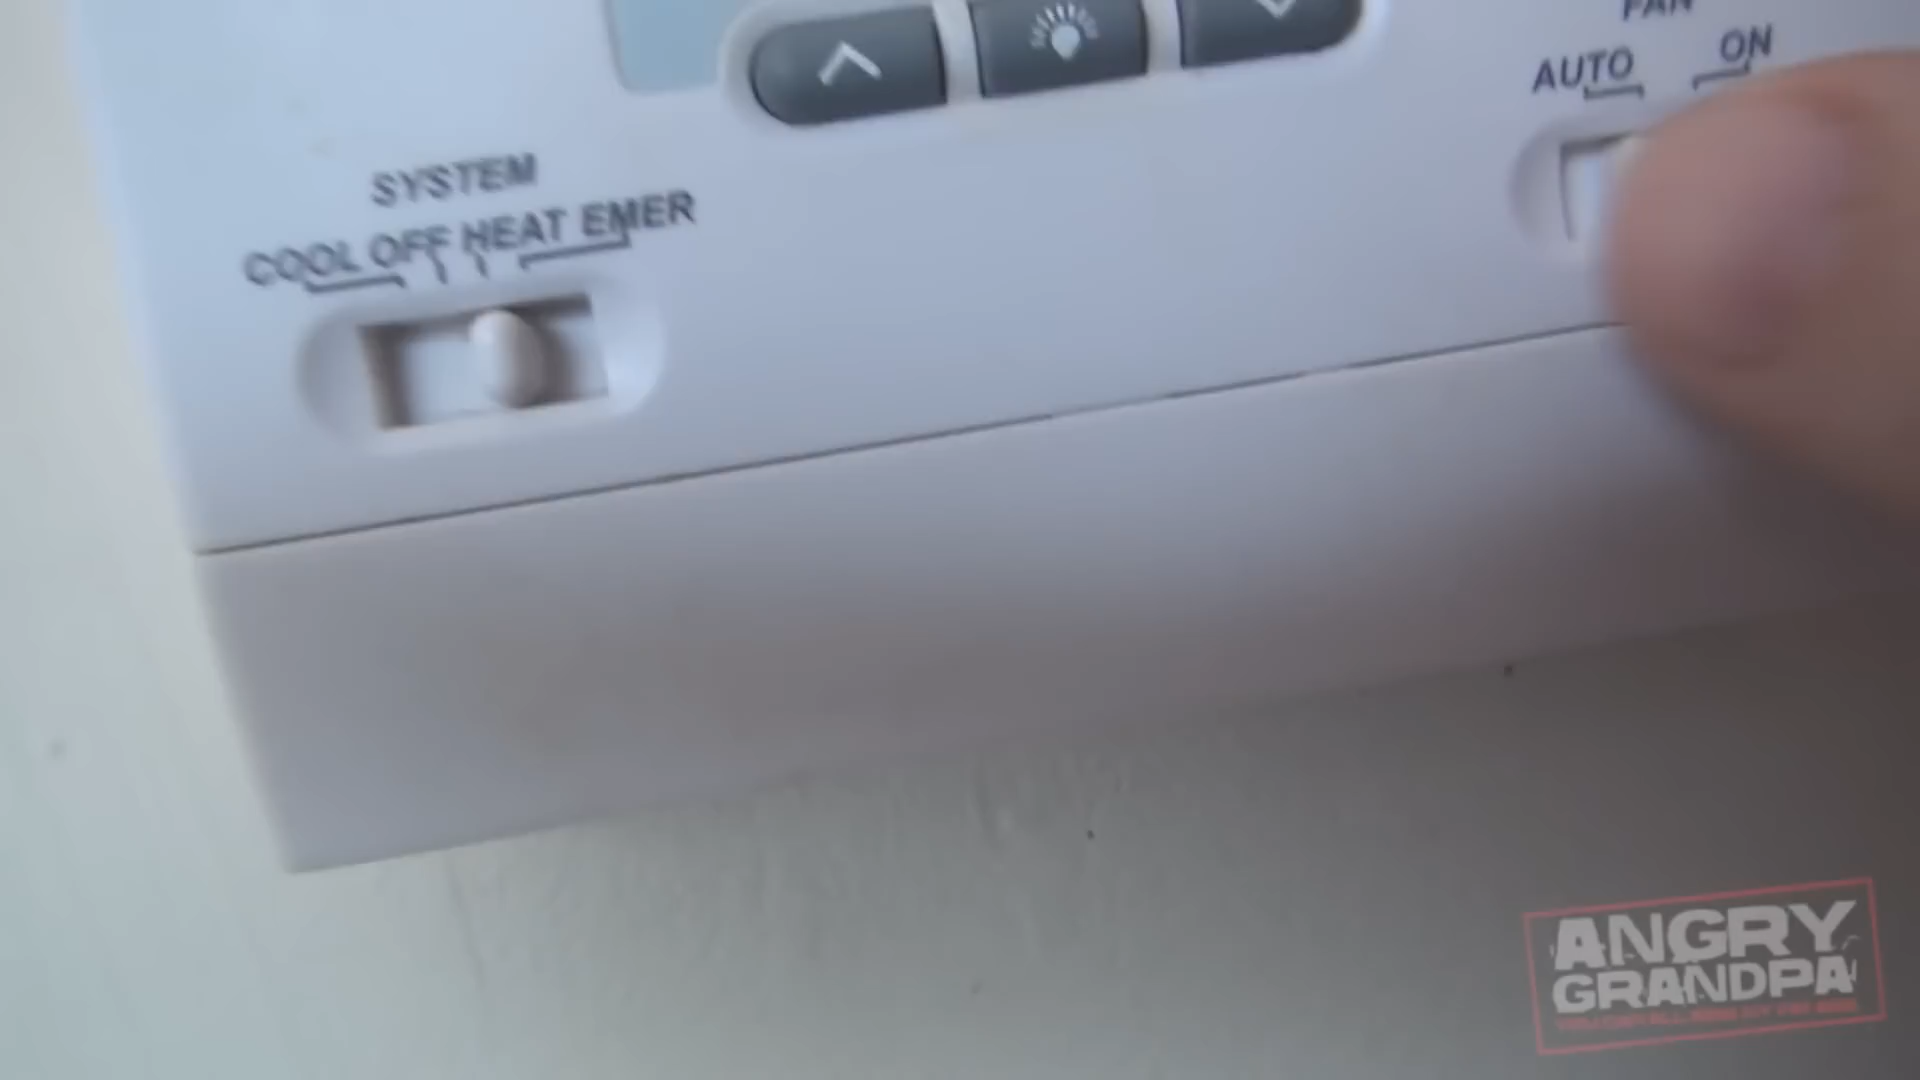 FAN
AUTO ON
SYSTEM
COOL OFF HEAT EMER
ANGRY
GRANDPA